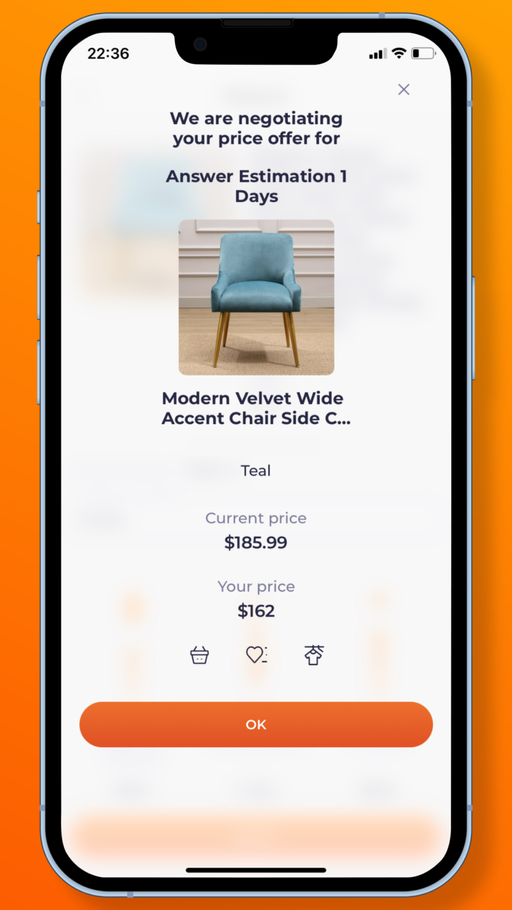 22:36
We are negotiating
your price offer for
Answer Estimation 1
Days
Modern Velvet Wide
Accent Chair Side C...
Teal
Current price
$185.99
Your price
$162
OK